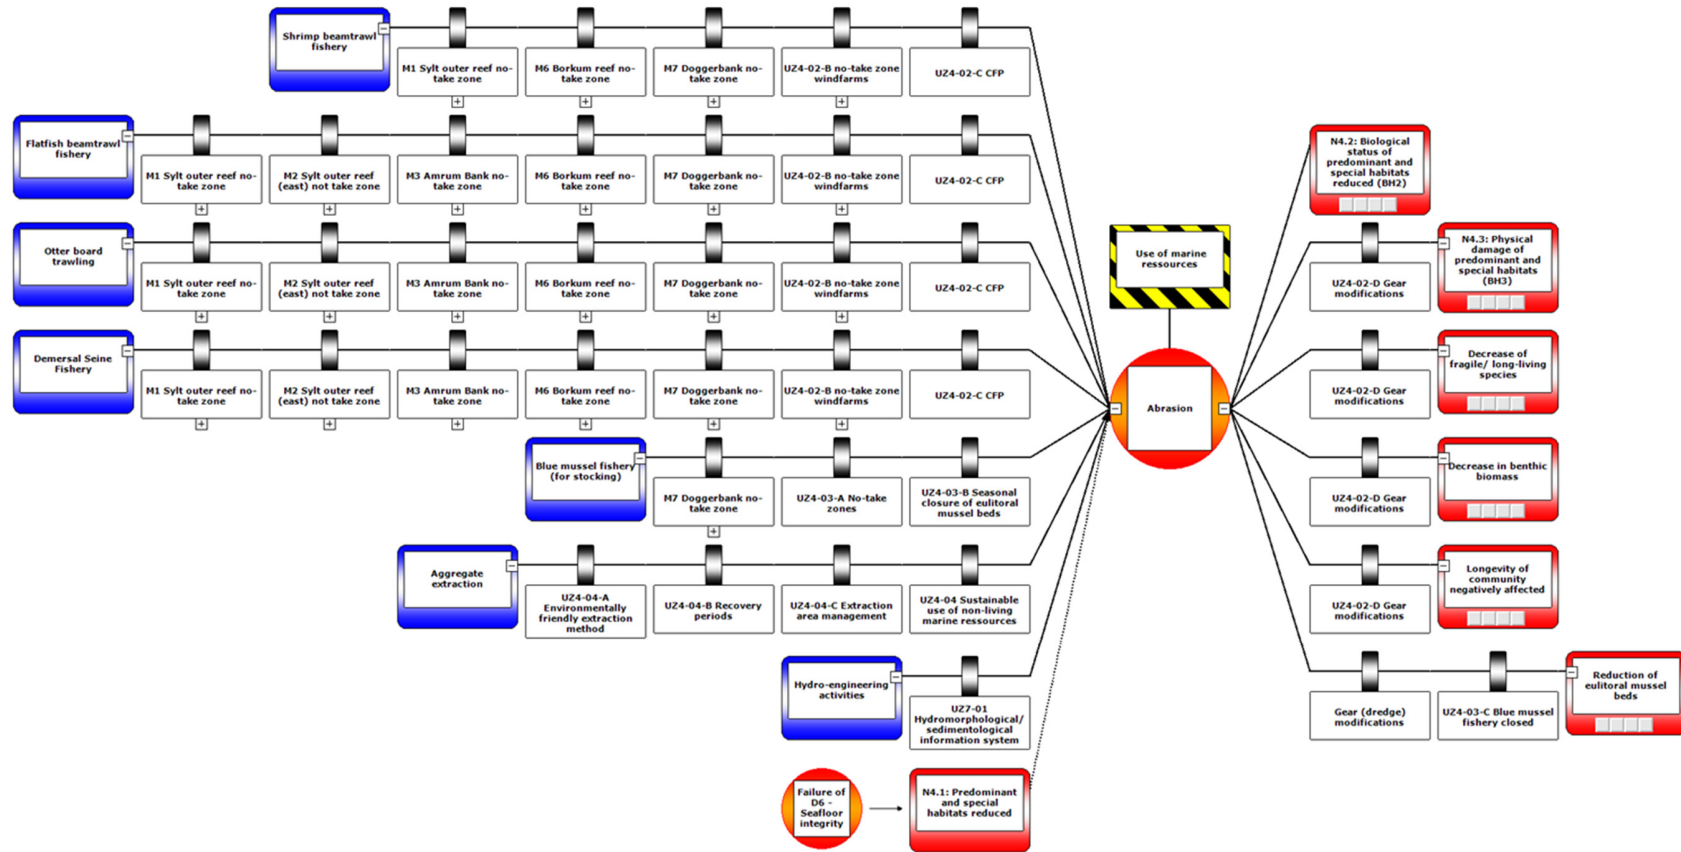 Shrimp beamtrawl
fishery
M1 Sylt outer reef no-
take zone
M6 Borkum reef no-
take zone
M7 Doggerbank no-
take zone
UZ4-02-B no-take zone
windfarms
UZ4-02-C CFP
Flatfish beamtrawl
fishery
M1 Sylt outer reef no-
take zone
M2 Sylt outer reef
(east) not take zone
M3 Amrum Bank no-
take zone
M6 Borkum reef no-
take zone
M7 Doggerbank no-
take zone
UZ4-02-B no-take zone
windfarms
UZ4-02-C CFP
Otter board
trawling
M1 Sylt outer reef no-
take zone
M2 Sylt outer reef
(east) not take zone
M3 Amrum Bank no-
take zone
M6 Borkum reef no-
take zone
M7 Doggerbank no-
take zone
UZ4-02-B no-take zone
windfarms
UZ4-02-C CFP
Demersal Seine
Fishery
M1 Sylt outer reef no-
take zone
M2 Sylt outer reef
(east) not take zone
M3 Amrum Bank no-
take zone
M6 Borkum reef no-
take zone
M7 Doggerbank no-
take zone
UZ4-02-B no-take zone
windfarms
UZ4-02-C CFP
Blue mussel fishery
(for stocking)
M7 Doggerbank no-
take zone
UZ4-03-A No-take
zones
UZ4-03-B Seasonal
closure of eulitoral
mussel beds
Aggregate
extraction
UZ4-04-A
Environmentally
friendly extraction
method
UZ4-04-B Recovery
periods
UZ4-04-C Extraction
area management
UZ4-04 Sustainable
use of non-living
marine ressources
Hydro-engineering
activities
UZ7-01
Hydromorphological/
sedimentological
information system
Failure of
D6 -
Seafloor
integrity
N4.1: Predominant
and special
habitats reduced
Use of marine
ressources
Abrasion
N4.2: Biological
status of
predominant and
special habitats
reduced (BH2)
UZ4-02-D Gear
modifications
N4.3: Physical
damage of
predominant and
special habitats
(BH3)
UZ4-02-D Gear
modifications
Decrease of
fragile/ long-living
species
UZ4-02-D Gear
modifications
Decrease in benthic
biomass
UZ4-02-D Gear
modifications
Longevity of
community
negatively affected
Gear (dredge)
modifications
UZ4-03-C Blue mussel
fishery closed
Reduction of
eulitoral mussel
beds